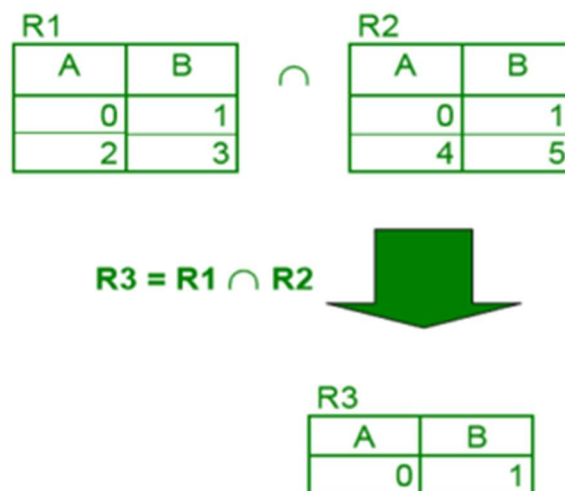 R1 R2
A B ∩ A B
0 1 0 1
2 3 4 5
R3 = R1 ∩ R2
R3
A B
0 1